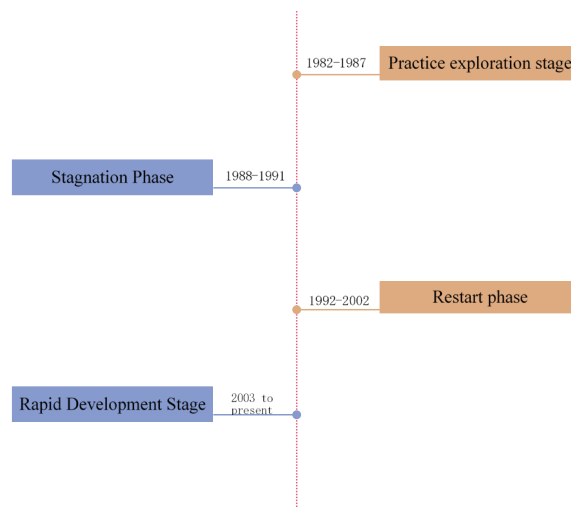 1982-1987
Practice exploration stage
Stagnation Phase
1988-1991
1992-2002
Restart phase
Rapid Development Stage
2003 to
present